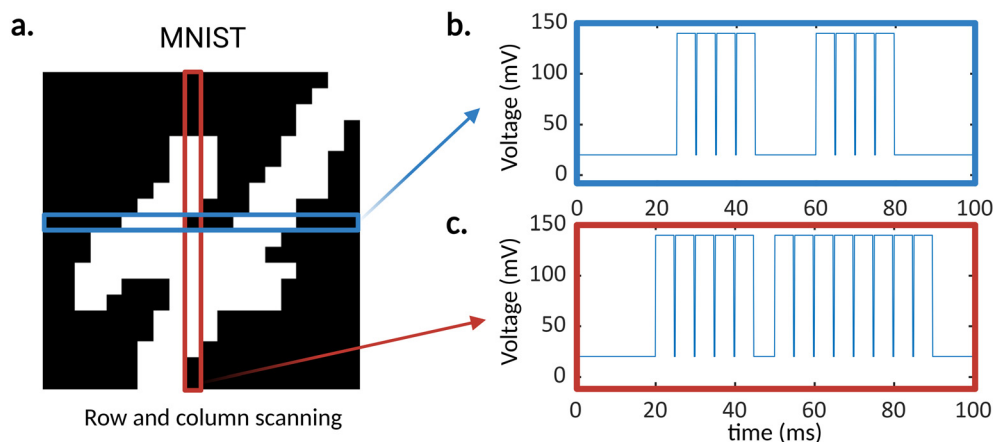 a.
MNIST
Row and column scanning
b.
Voltage (mV)
150
100
50
0
0 20 40 60 80 100
c.
Voltage (mV)
150
100
50
0
0 20 40 60 80 100
time (ms)